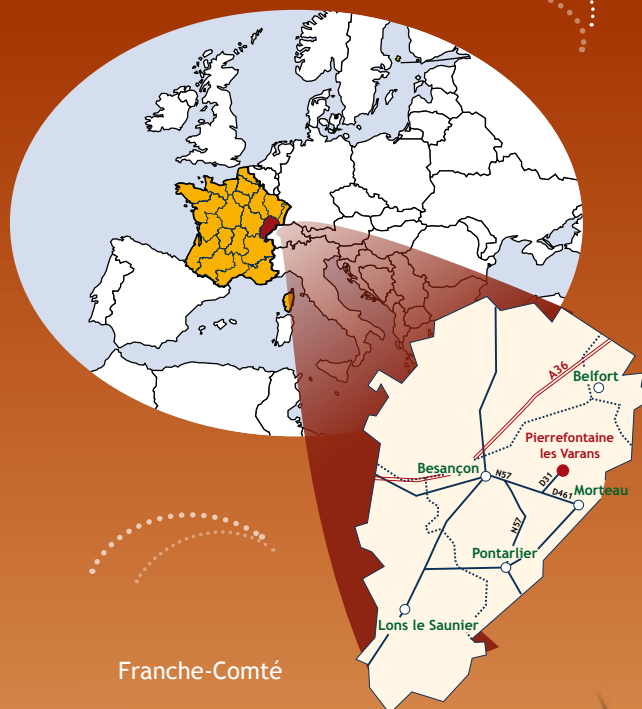 A36
Belfort
Pierrefontaine
les Varans
Besançon
N57
D31
D461
Morteau
N57
Pontarlier
Lons le Saunier
Franche-Comté